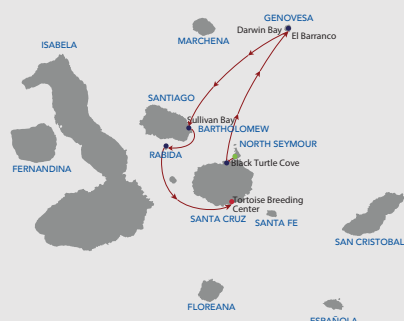 GENOVESA
Darwin Bay
El Barranco
MARCHENA
ISABELA
SANTIAGO
Sullivan Bay
BARTHOLOMEW
NORTH SEYMOUR
RABIDA
Black Turtle Cove
FERNANDINA
Tortoise Breeding
Center
SANTA CRUZ
SANTA FE
SAN CRISTOBAL
FLOREANA
ESPAÑOLA